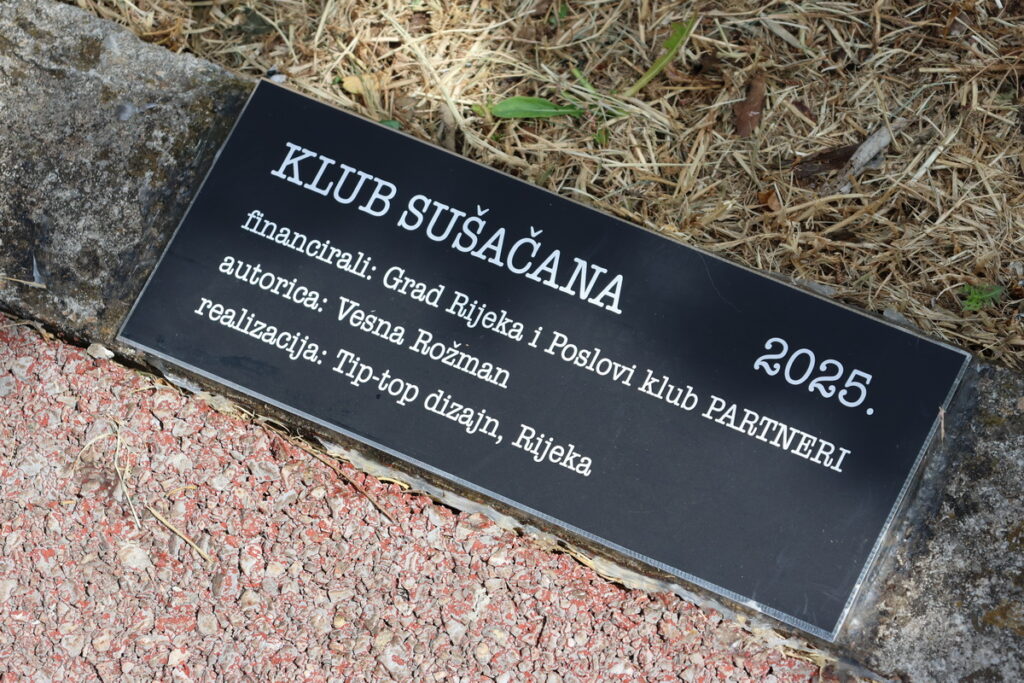 KLUB SUŠAČANA
2025.
financirali: Grad Rijeka i Poslovi klub PARTNERI
autorica: Vesna Rožman
realizacija: Tip-top dizajn, Rijeka